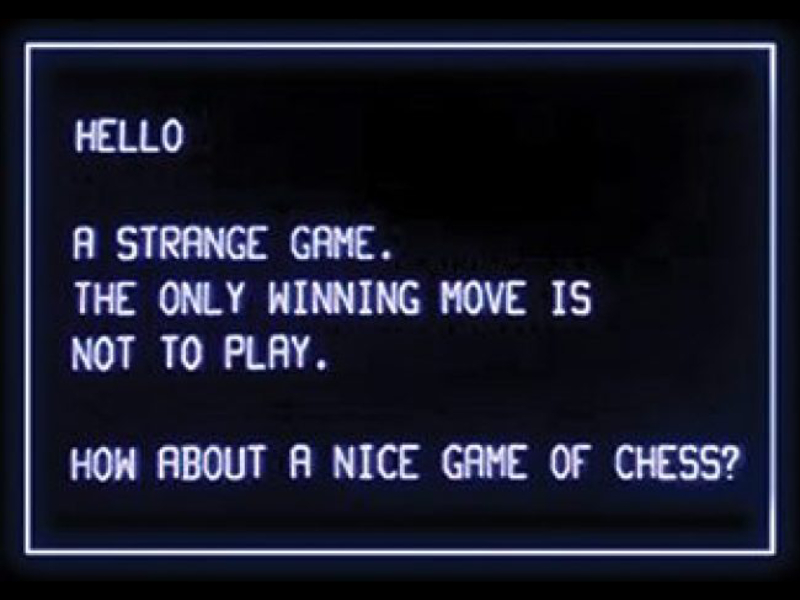 HELLO
A STRANGE GAME.
THE ONLY WINNING MOVE IS
NOT TO PLAY.
HOW ABOUT A NICE GAME OF CHESS?